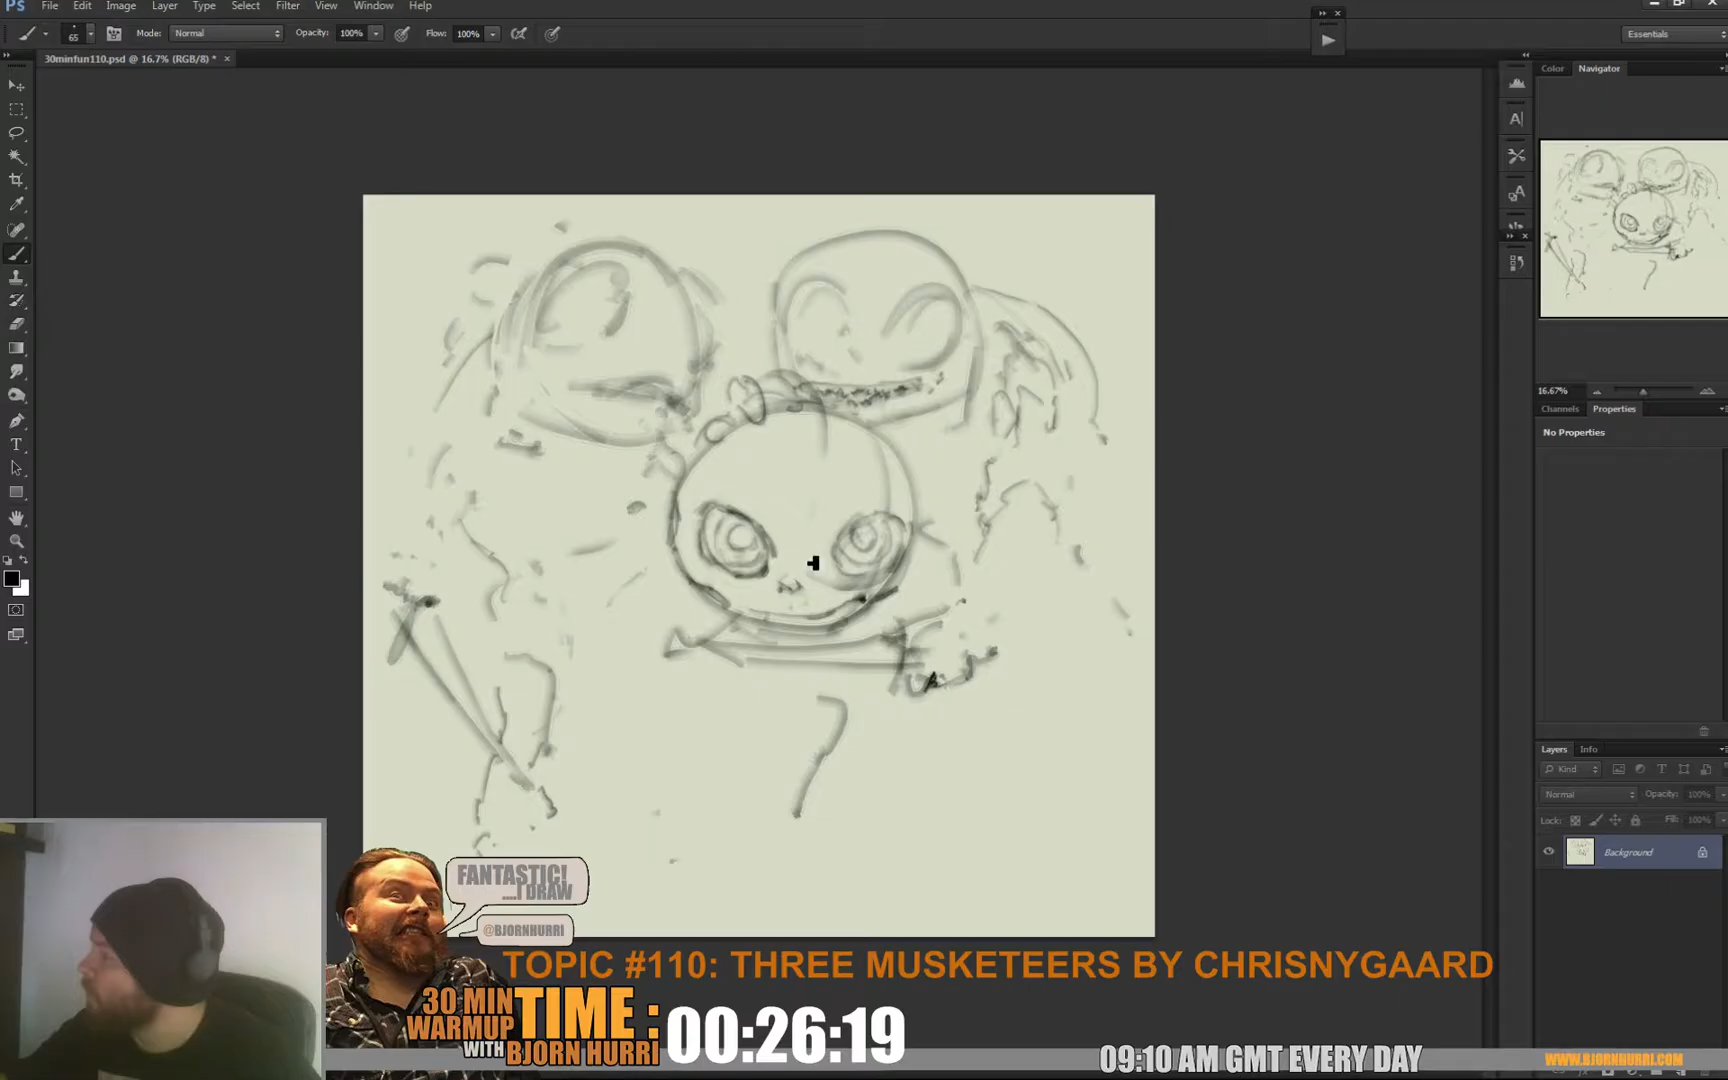 Ps File Edit Image Layer Type Select Filter View Window Help
65 Mode: Normal Opacity: 100% Flow: 100% Essentials
30minfun110.psd @ 16.7% (RGB/8) * ×
Color Navigator
16.67%
Channels Properties
No Properties
Layers Info
Kind
Normal Opacity: 100%
Lock: Fill: 100%
Background
FANTASTIC!
....I DRAW
@BJORNHURRI
TOPIC #110: THREE MUSKETEERS BY CHRISNYGAARD
30 MIN
WARMUP
WITH BJORN HURRI
TIME : 00:26:19
09:10 AM GMT EVERY DAY
WWW.BJORNHURRI.COM